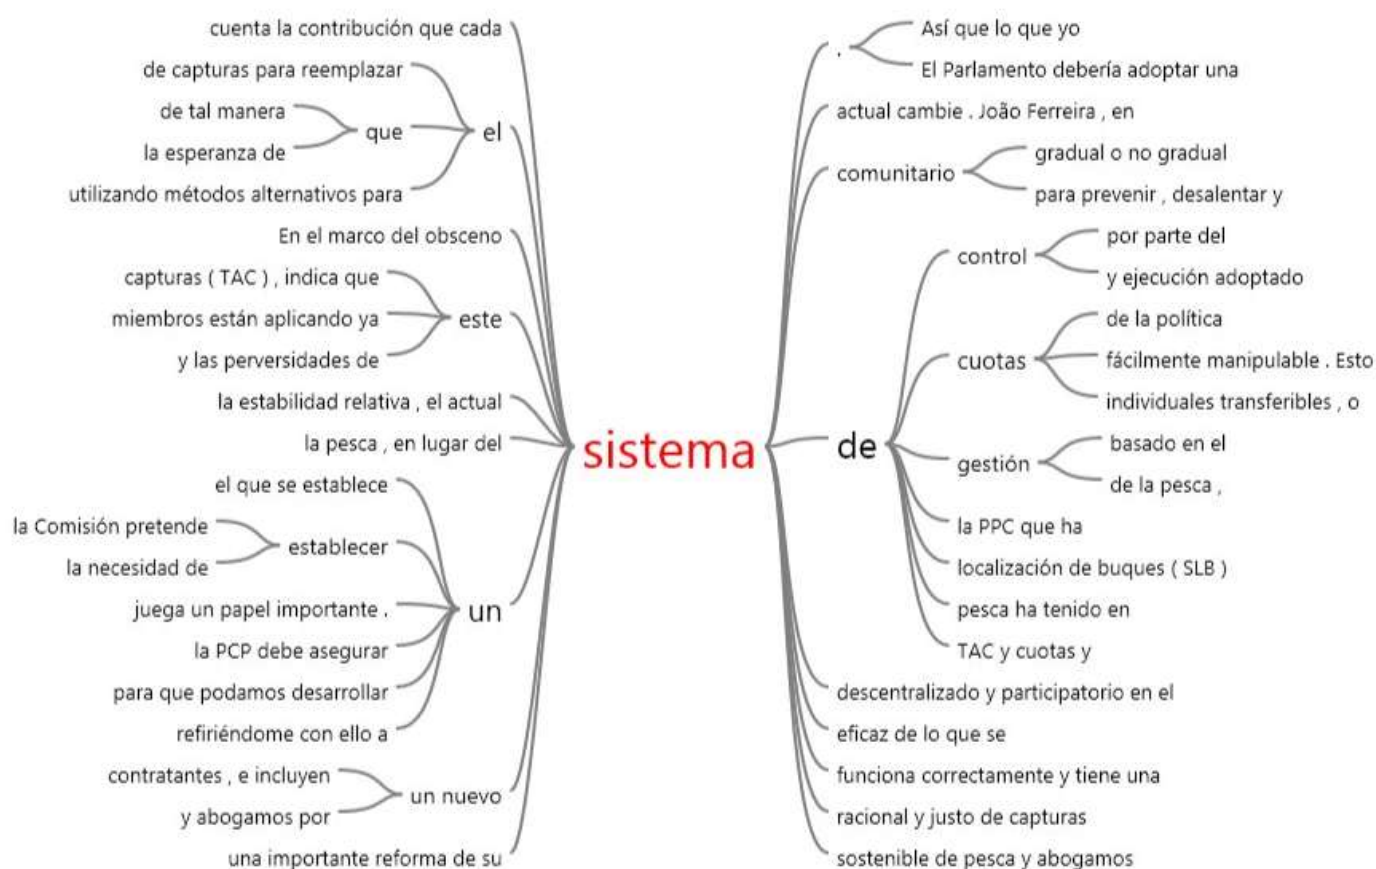 cuenta la contribución que cada
de capturas para reemplazar
de tal manera
que
el
la esperanza de
utilizando métodos alternativos para
En el marco del obsceno
capturas ( TAC ) , indica que
miembros están aplicando ya
este
y las perversidades de
la estabilidad relativa , el actual
la pesca , en lugar del
el que se establece
la Comisión pretende
establecer
la necesidad de
juega un papel importante .
un
la PCP debe asegurar
para que podamos desarrollar
refiriéndome con ello a
contratantes , e incluyen
un nuevo
y abogamos por
una importante reforma de su
sistema
.
Así que lo que yo
El Parlamento debería adoptar una
actual cambie . João Ferreira , en
comunitario
gradual o no gradual
para prevenir , desalentar y
de
control
por parte del
y ejecución adoptado
cuotas
de la política
fácilmente manipulable . Esto
individuales transferibles , o
gestión
basado en el
de la pesca ,
la PPC que ha
localización de buques ( SLB )
pesca ha tenido en
TAC y cuotas y
descentralizado y participatorio en el
eficaz de lo que se
funciona correctamente y tiene una
racional y justo de capturas
sostenible de pesca y abogamos